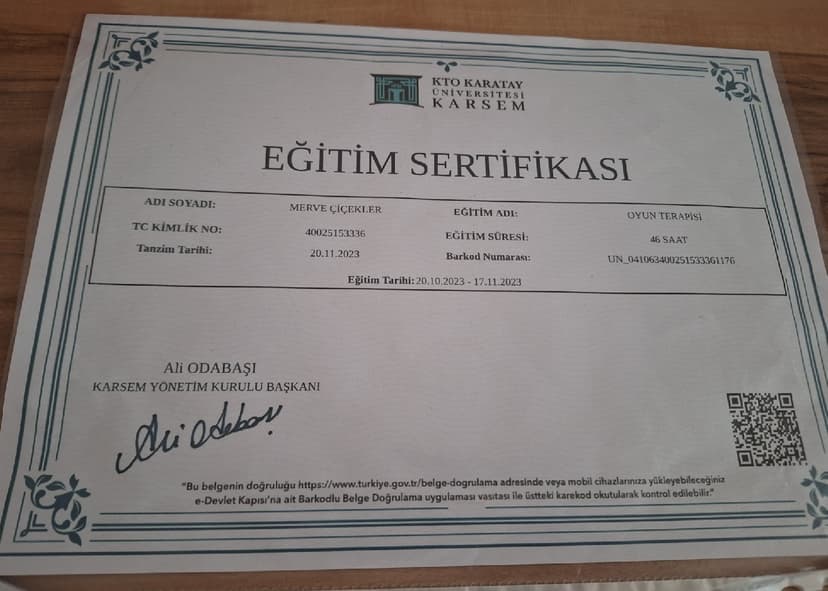 KTO KARATAY
ÜNİVERSİTESİ
KARSEM
EĞİTİM SERTİFİKASI
ADI SOYADI: MERVE ÇİÇEKLER EĞİTİM ADI: OYUN TERAPİSİ
TC KİMLİK NO: 40025153336 EĞİTİM SÜRESİ: 46 SAAT
Tanzim Tarihi: 20.11.2023 Barkod Numarası: UN_041063400251533361176
Eğitim Tarihi: 20.10.2023 - 17.11.2023
Ali ODABAŞI
KARSEM YÖNETİM KURULU BAŞKANI
Ali Odabaşı
"Bu belgenin doğruluğu https://www.turkiye.gov.tr/belge-dogrulama adresinde veya mobil cihazlarınıza yükleyebileceğiniz
e-Devlet Kapısı'na ait Barkodlu Belge Doğrulama uygulaması vasıtası ile üstteki karekod okutularak kontrol edilebilir."